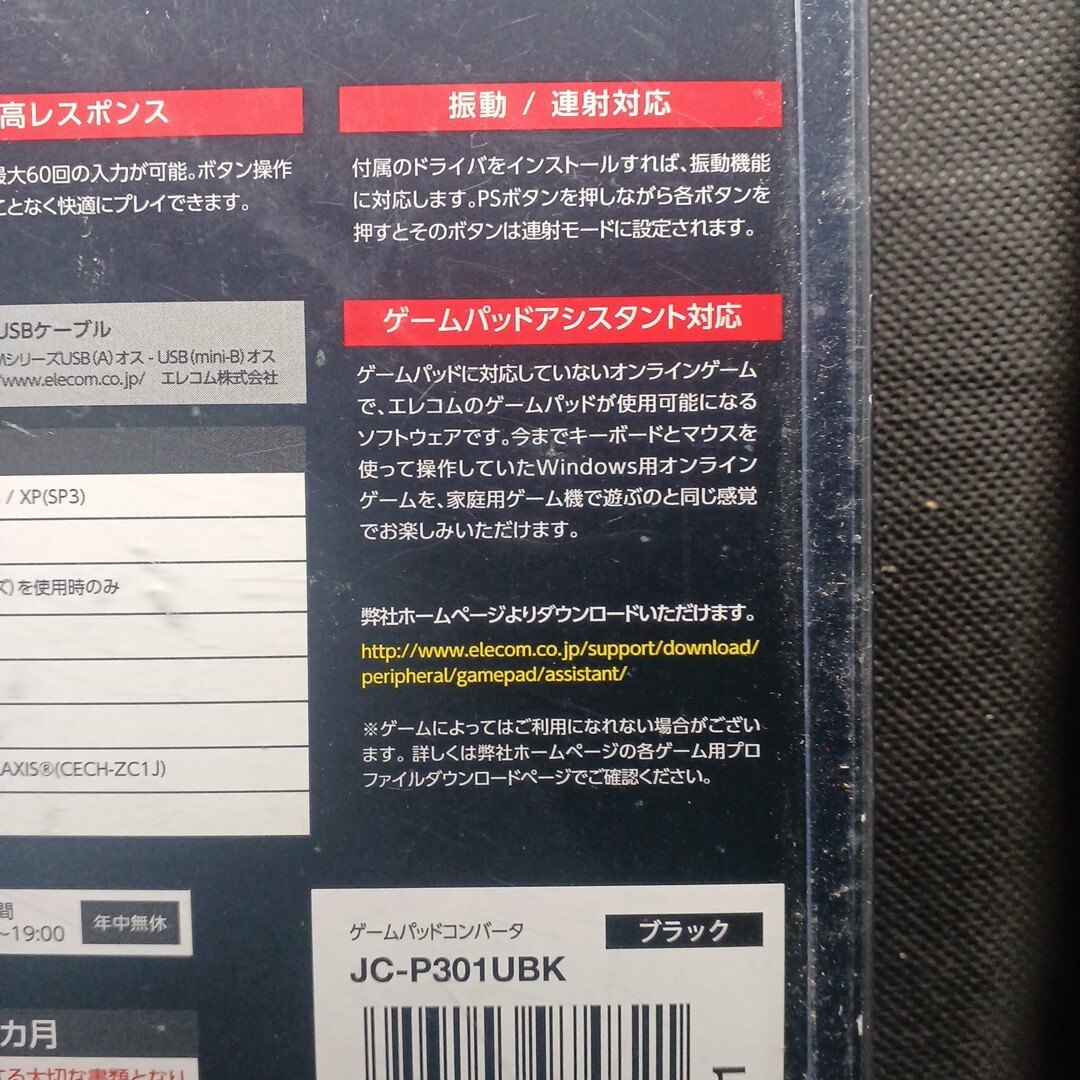 高レスポンス
最大60回の入力が可能。ボタン操作
ことなく快適にプレイできます。
振動 / 連射対応
付属のドライバをインストールすれば、振動機能
に対応します。PSボタンを押しながら各ボタンを
押すとそのボタンは連射モードに設定されます。
USBケーブル
MシリーズUSB(A)オス - USB(mini-B)オス
/www.elecom.co.jp/ エレコム株式会社
/ XP(SP3)
ズ)を使用時のみ
AXIS®(CECH-ZC1J)
ゲームパッドアシスタント対応
ゲームパッドに対応していないオンラインゲーム
で、エレコムのゲームパッドが使用可能になる
ソフトウェアです。今までキーボードとマウスを
使って操作していたWindows用オンライン
ゲームを、家庭用ゲーム機で遊ぶのと同じ感覚
でお楽しみいただけます。
弊社ホームページよりダウンロードいただけます。
http://www.elecom.co.jp/support/download/
peripheral/gamepad/assistant/
※ゲームによってはご利用になれない場合がござい
ます。詳しくは弊社ホームページの各ゲーム用プロ
ファイルダウンロードページでご確認ください。
間
~19:00
年中無休
カ月
する大切な書類となり
ゲームパッドコンバータ
ブラック
JC-P301UBK